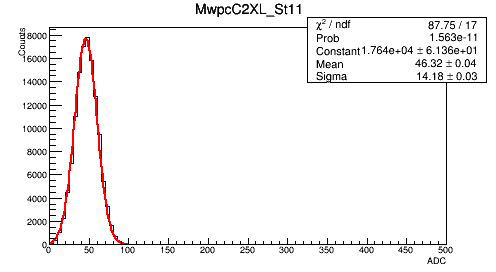 MwpcC2XL_St11
χ² / ndf 87.75 / 17
Prob 1.563e-11
Constant 1.764e+04 ± 6.136e+01
Mean 46.32 ± 0.04
Sigma 14.18 ± 0.03
Counts
18000
16000
14000
12000
10000
8000
6000
4000
2000
0
0 50 100 150 200 250 300 350 400 450 500
ADC